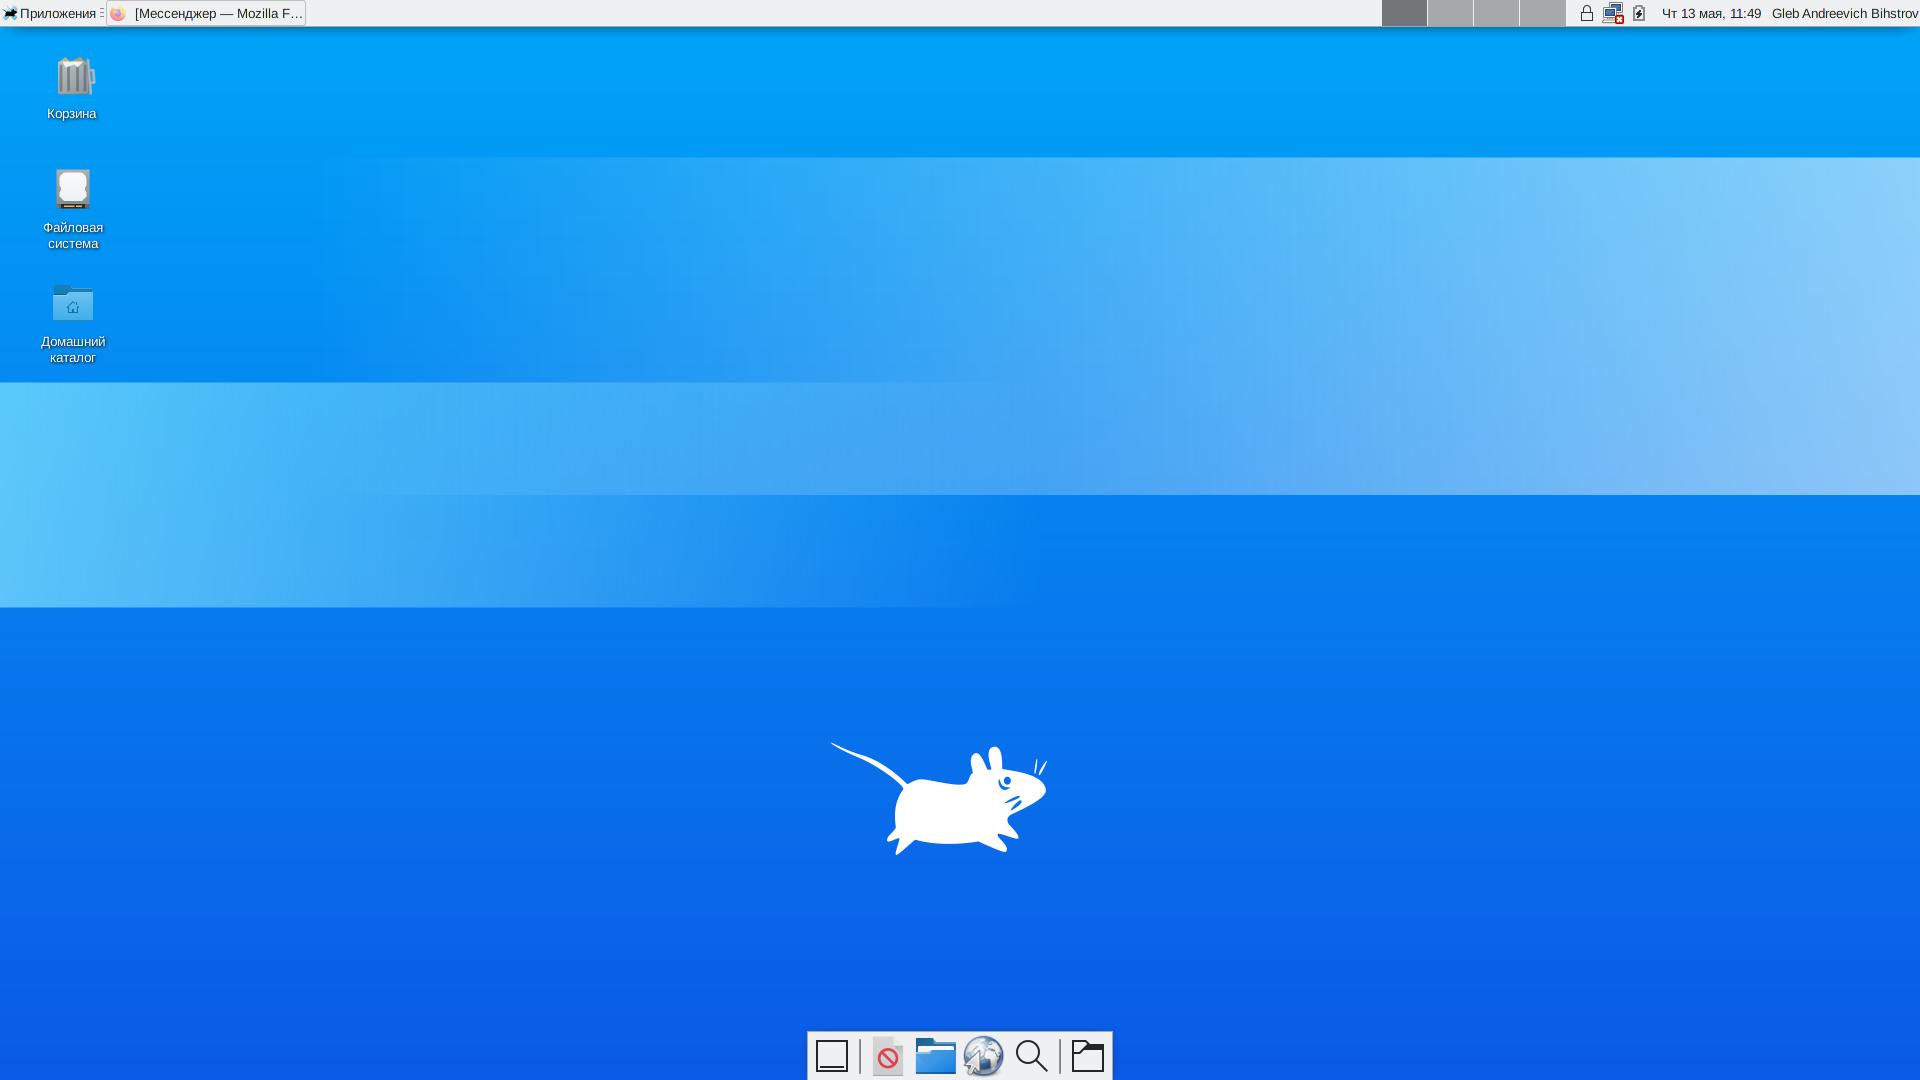 Приложения
[Мессенджер — Mozilla F...
Чт 13 мая, 11:49
Gleb Andreevich Bihstrov
Корзина
Файловая
система
Домашний
каталог